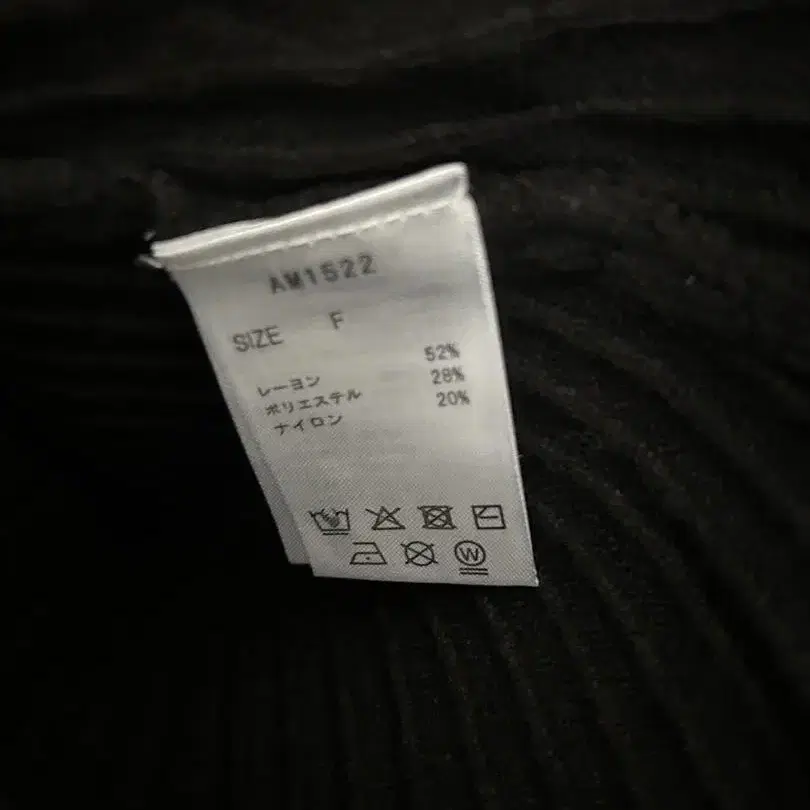 AM1522
SIZE F
レーヨン 52%
ポリエステル 28%
ナイロン 20%
W